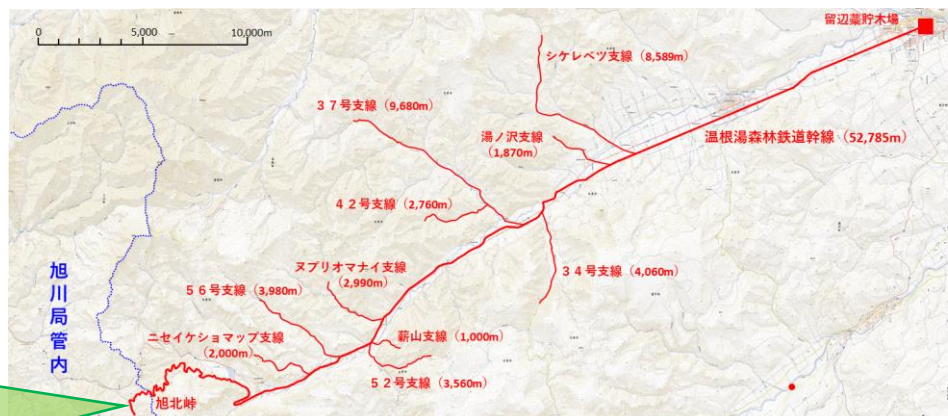 0 5,000 10,000m
留辺蘂貯木場
シケレベツ支線（8,589m）
３７号支線（9,680m）
湯ノ沢支線
（1,870m）
温根湯森林鉄道幹線（52,785m）
４２号支線（2,760m）
３４号支線（4,060m）
ヌプリオマナイ支線
（2,990m）
５６号支線（3,980m）
ニセイケショマップ支線
（2,000m）
薪山支線（1,000m）
５２号支線（3,560m）
旭川局管内
旭北峠